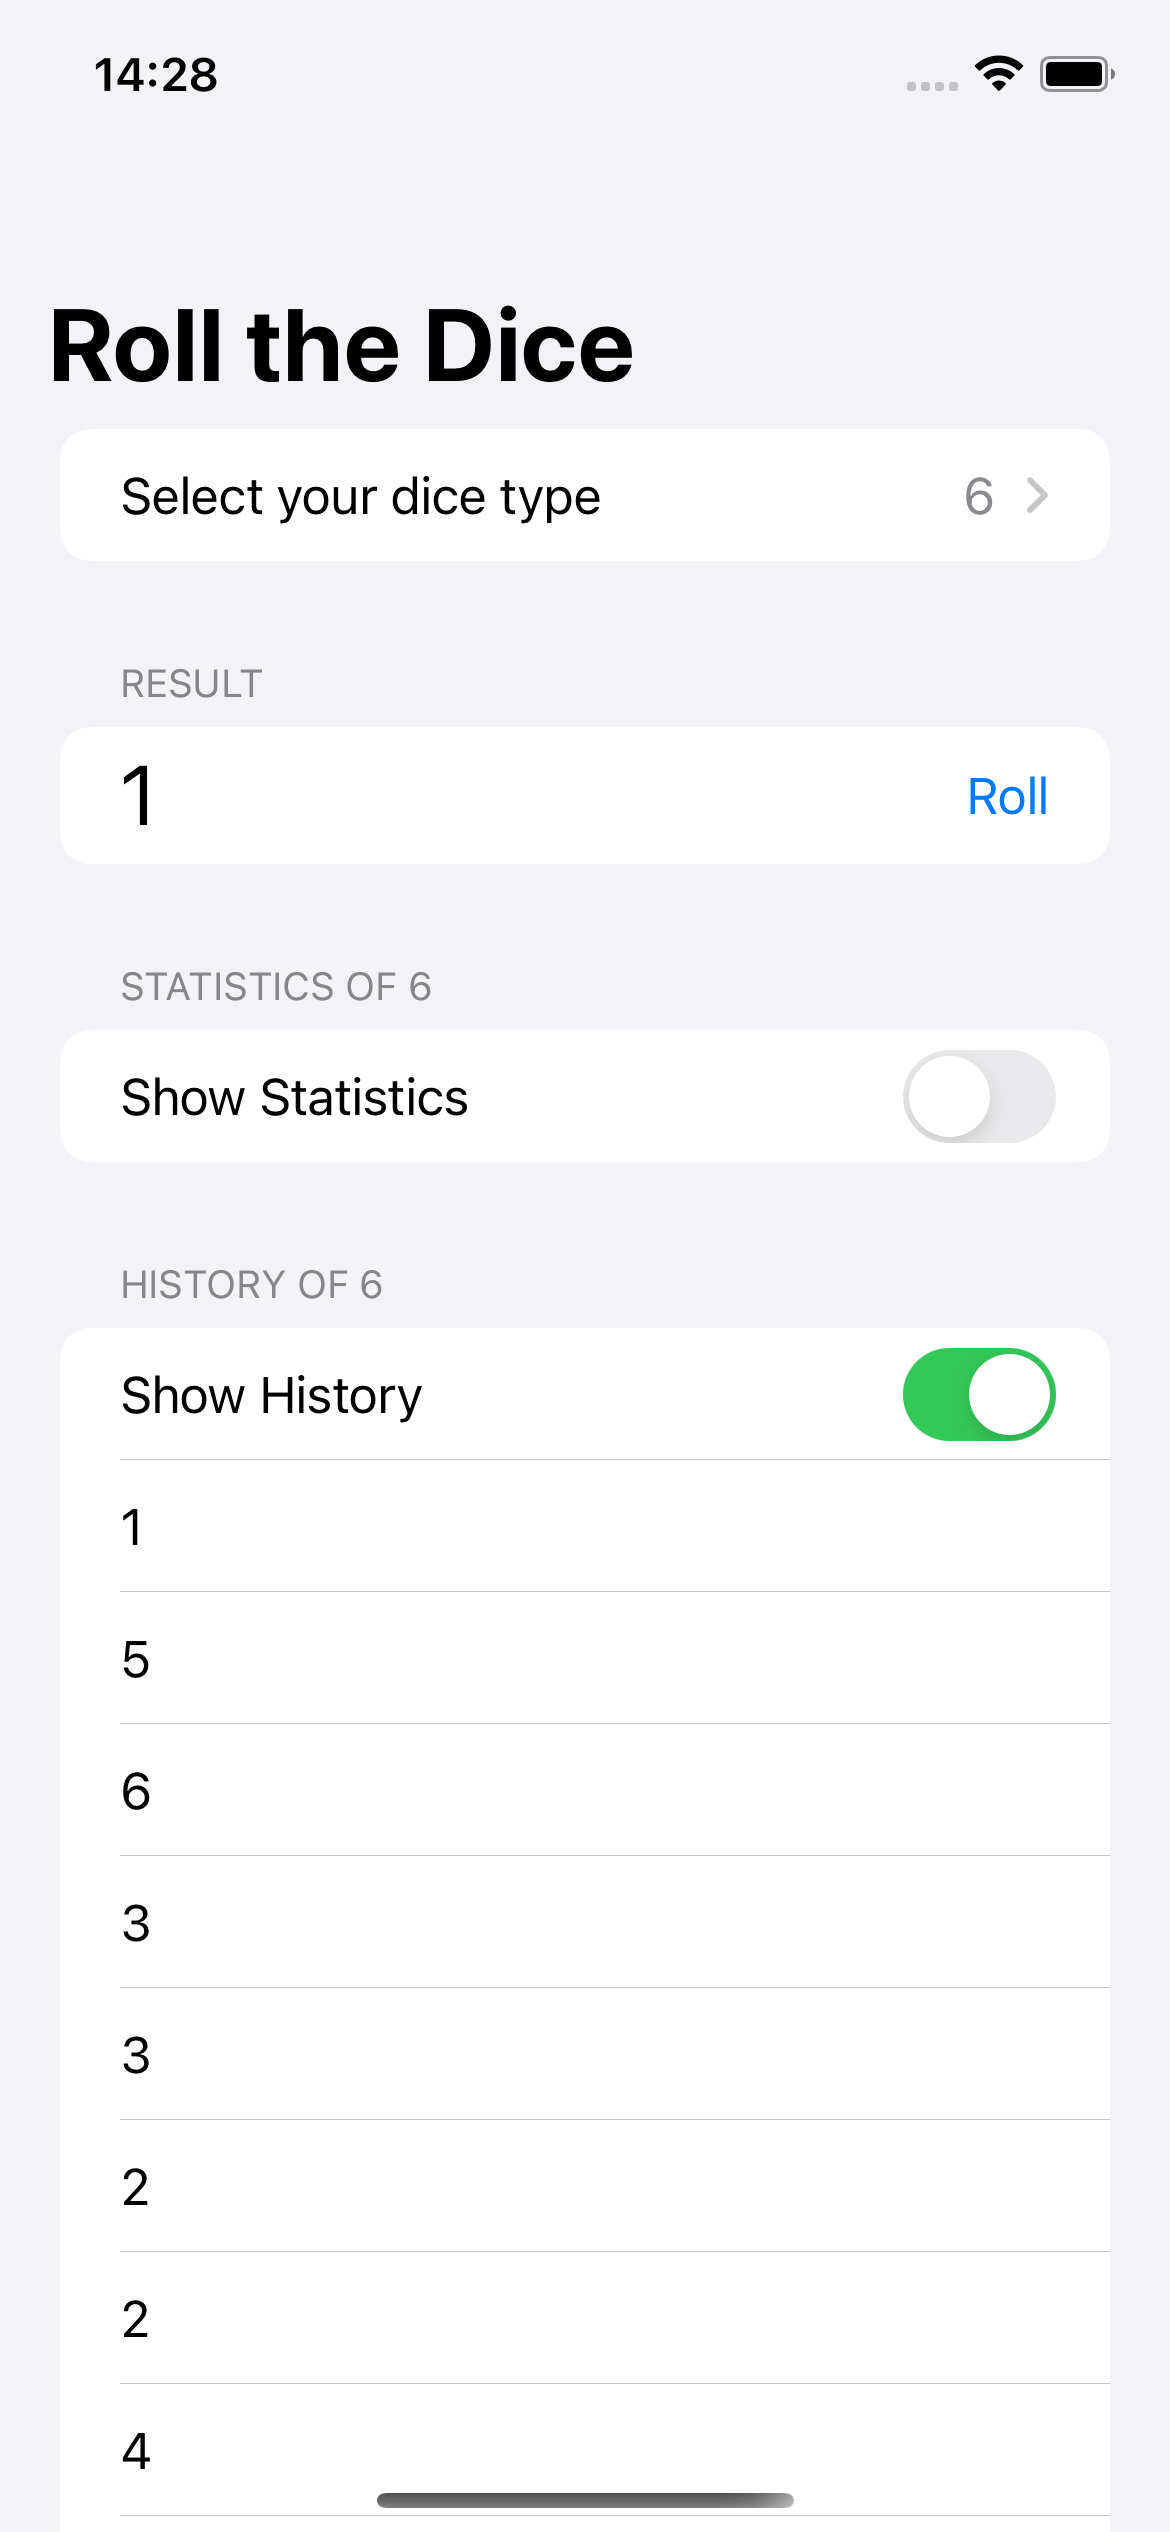 14:28
Roll the Dice
Select your dice type 6
RESULT
1 Roll
STATISTICS OF 6
Show Statistics
HISTORY OF 6
Show History
1
5
6
3
3
2
2
4